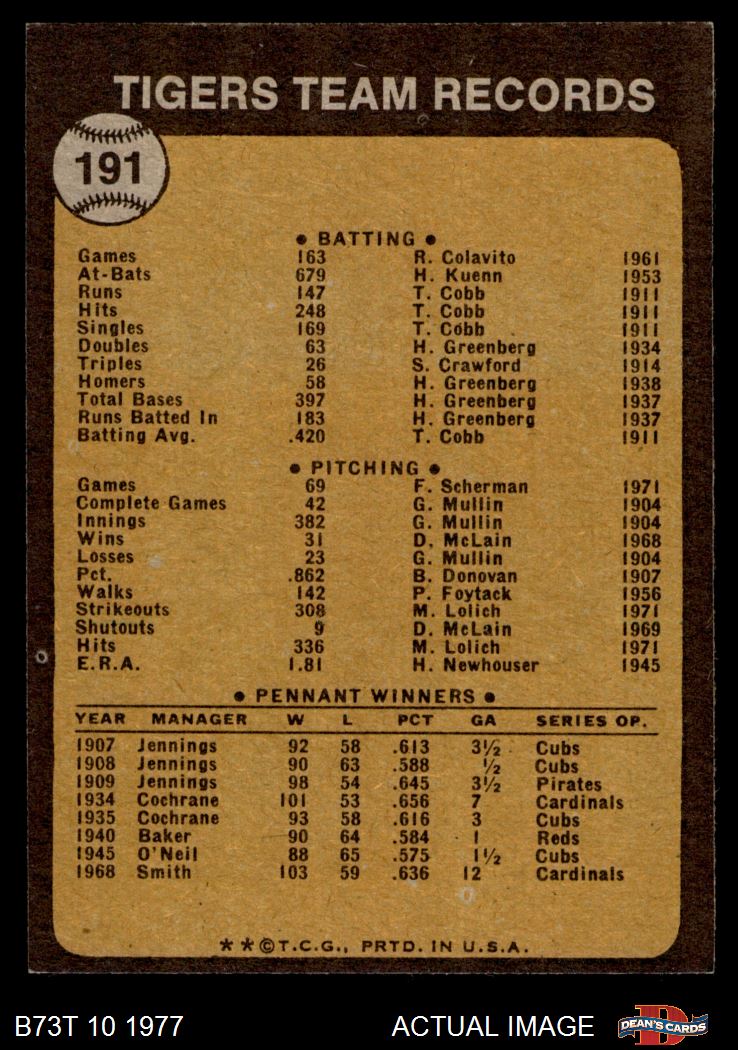 TIGERS TEAM RECORDS
191
• BATTING •
Games 163 R. Colavito 1961
At-Bats 679 H. Kuenn 1953
Runs 147 T. Cobb 1911
Hits 248 T. Cobb 1911
Singles 169 T. Cobb 1911
Doubles 63 H. Greenberg 1934
Triples 26 S. Crawford 1914
Homers 58 H. Greenberg 1938
Total Bases 397 H. Greenberg 1937
Runs Batted In 183 H. Greenberg 1937
Batting Avg. .420 T. Cobb 1911
• PITCHING •
Games 69 F. Scherman 1971
Complete Games 42 G. Mullin 1904
Innings 382 G. Mullin 1904
Wins 31 D. McLain 1968
Losses 23 G. Mullin 1904
Pct. .862 B. Donovan 1907
Walks 142 P. Foytack 1956
Strikeouts 308 M. Lolich 1971
Shutouts 9 D. McLain 1969
Hits 336 M. Lolich 1971
E.R.A. 1.81 H. Newhouser 1945
• PENNANT WINNERS •
YEAR MANAGER W L PCT GA SERIES OP.
1907 Jennings 92 58 .613 3½ Cubs
1908 Jennings 90 63 .588 ½ Cubs
1909 Jennings 98 54 .645 3½ Pirates
1934 Cochrane 101 53 .656 7 Cardinals
1935 Cochrane 93 58 .616 3 Cubs
1940 Baker 90 64 .584 1 Reds
1945 O'Neil 88 65 .575 1½ Cubs
1968 Smith 103 59 .636 12 Cardinals
★★©T.C.G., PRTD. IN U.S.A.
B73T 10 1977 ACTUAL IMAGE D DEAN'S CARDS